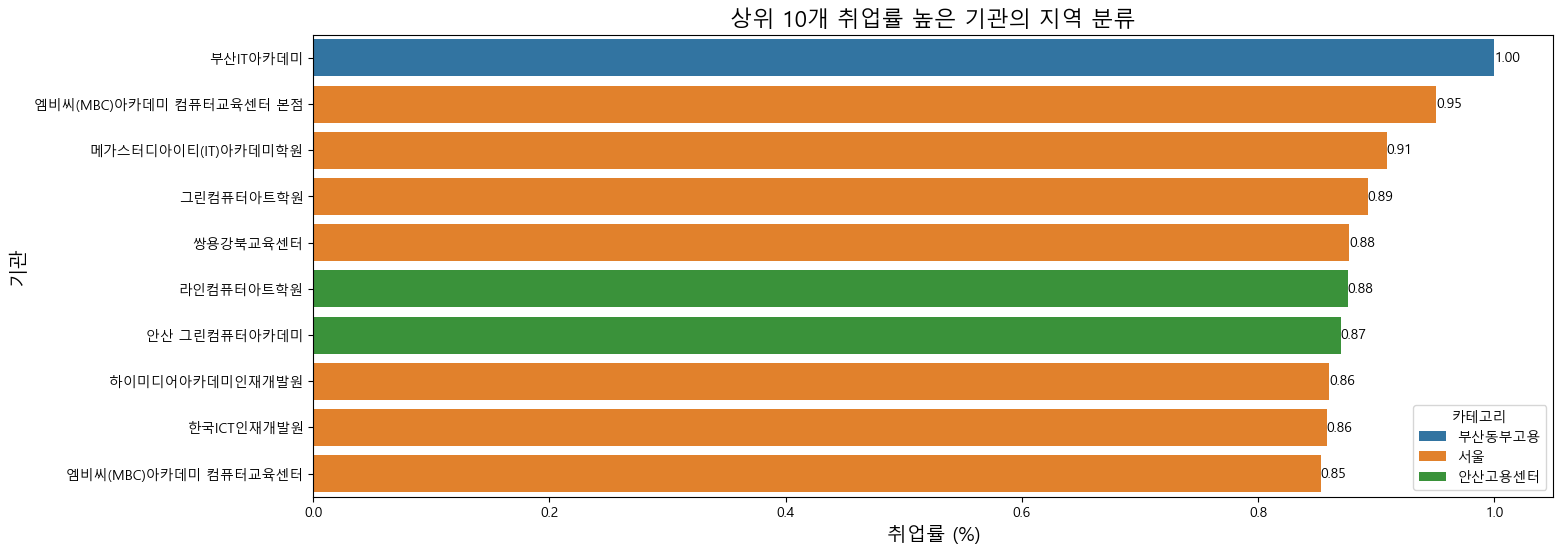 상위 10개 취업률 높은 기관의 지역 분류
기관
부산IT아카데미
1.00
엠비씨(MBC)아카데미 컴퓨터교육센터 본점
0.95
메가스터디아이티(IT)아카데미학원
0.91
그린컴퓨터아트학원
0.89
쌍용강북교육센터
0.88
라인컴퓨터아트학원
0.88
안산 그린컴퓨터아카데미
0.87
하이미디어아카데미인재개발원
0.86
한국ICT인재개발원
0.86
엠비씨(MBC)아카데미 컴퓨터교육센터
0.85
카테고리
부산동부고용
서울
안산고용센터
0.0 0.2 0.4 0.6 0.8 1.0
취업률 (%)